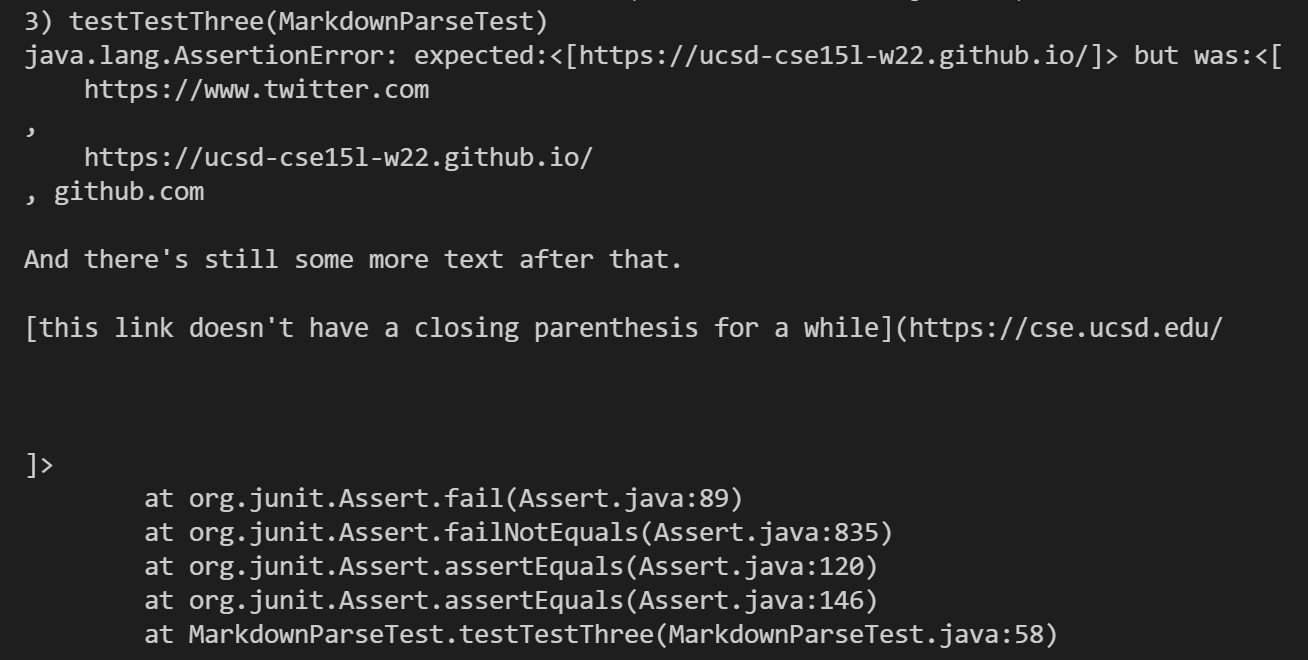 3) testTestThree(MarkdownParseTest)
java.lang.AssertionError: expected:<[https://ucsd-cse15l-w22.github.io/]> but was:<[
    https://www.twitter.com
,
    https://ucsd-cse15l-w22.github.io/
, github.com

And there's still some more text after that.

[this link doesn't have a closing parenthesis for a while](https://cse.ucsd.edu/



]>
        at org.junit.Assert.fail(Assert.java:89)
        at org.junit.Assert.failNotEquals(Assert.java:835)
        at org.junit.Assert.assertEquals(Assert.java:120)
        at org.junit.Assert.assertEquals(Assert.java:146)
        at MarkdownParseTest.testTestThree(MarkdownParseTest.java:58)